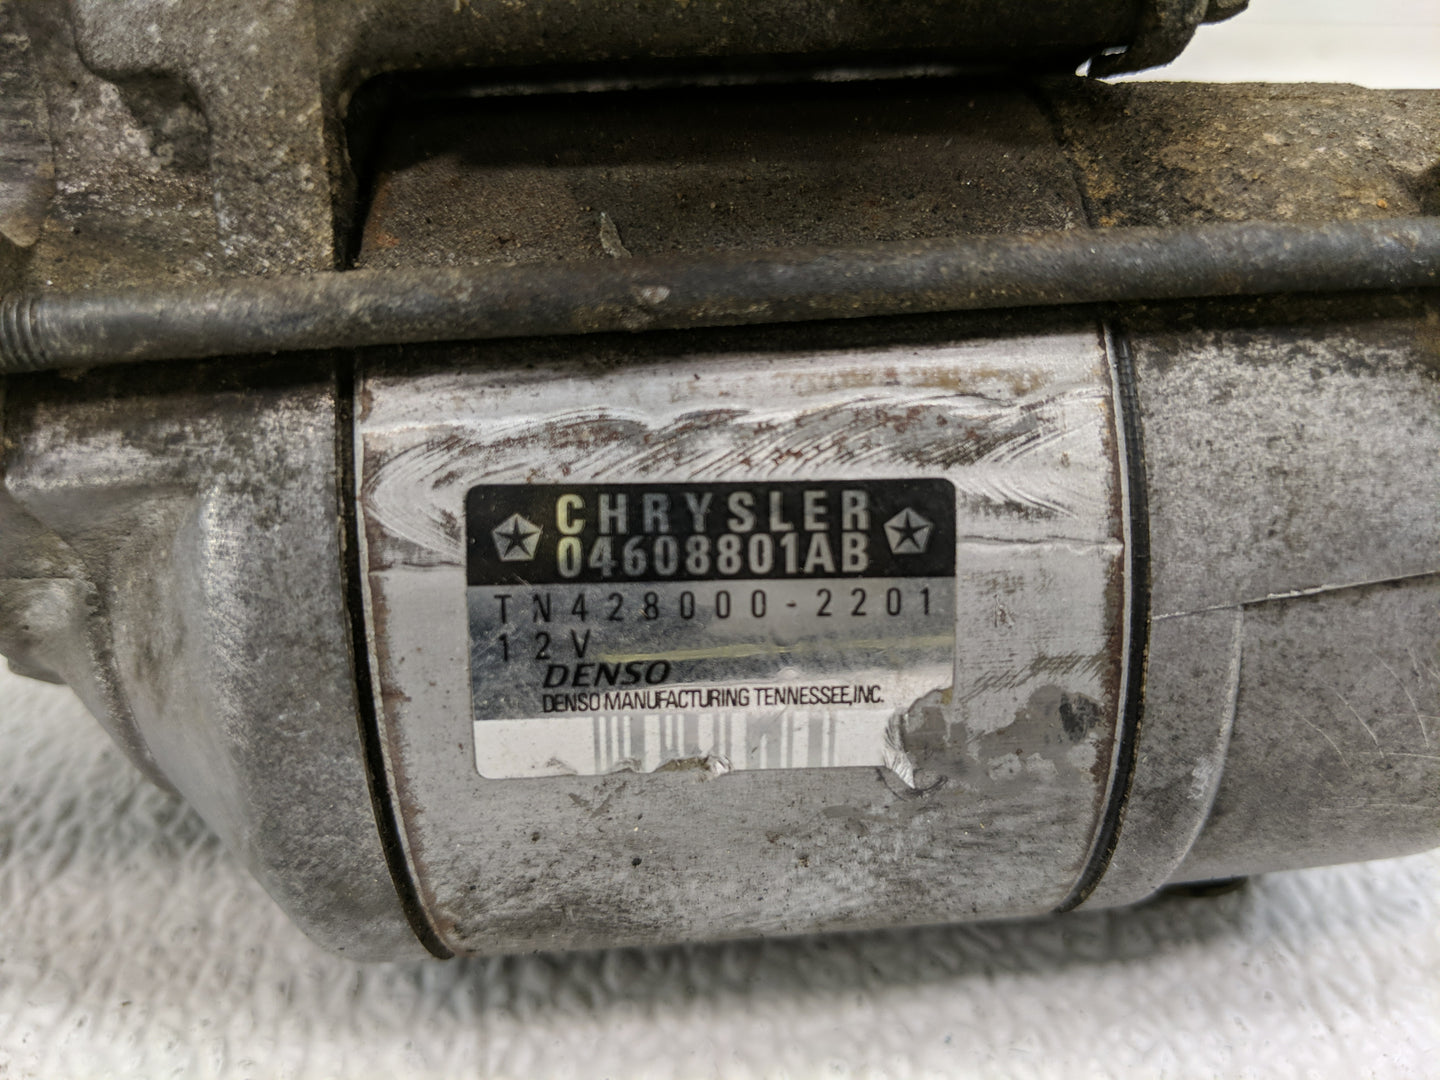 CHRYSLER
04608801AB
TN428000-2201
12V
DENSO
DENSO MANUFACTURING TENNESSEE,INC.